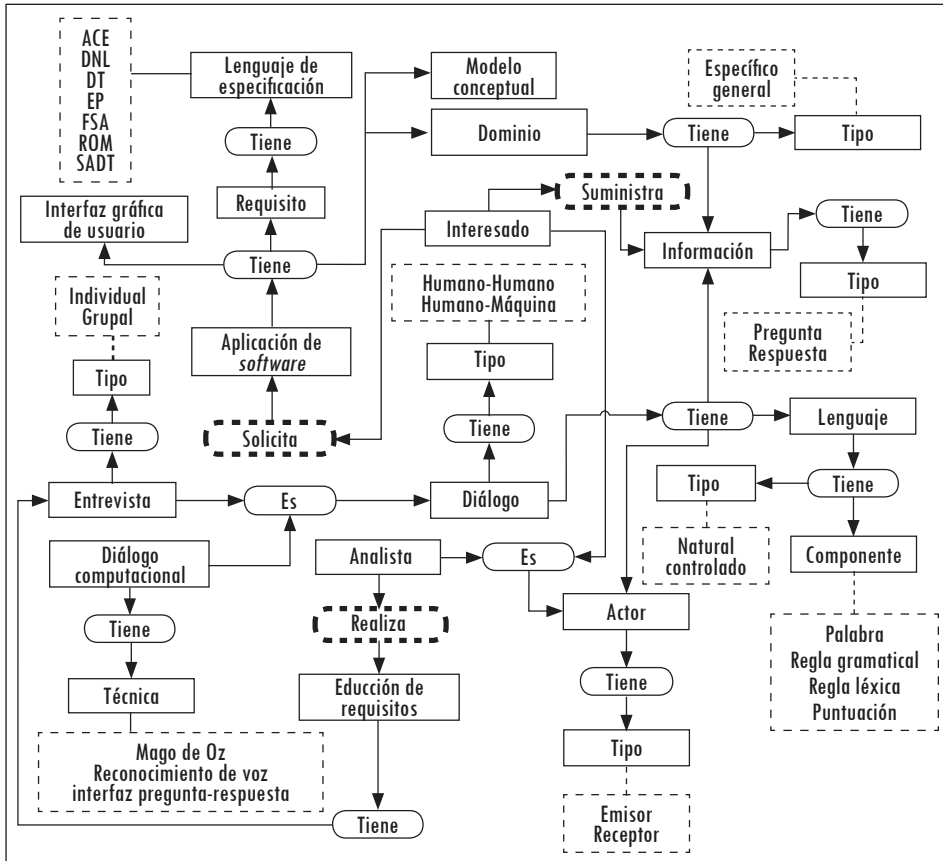 ACE
DNL
DT
EP
FSA
ROM
SADT
Lenguaje de
especificación
Modelo
conceptual
Específico
general
Tiene
Dominio
Tiene
Tipo
Interfaz gráfica
de usuario
Requisito
Suministra
Interesado
Tiene
Tiene
Información
Tipo
Individual
Grupal
Humano-Humano
Humano-Máquina
Aplicación de
software
Pregunta
Respuesta
Tipo
Tipo
Tiene
Solicita
Tiene
Tiene
Lenguaje
Entrevista
Es
Diálogo
Tipo
Tiene
Diálogo
computacional
Analista
Es
Natural
controlado
Componente
Tiene
Realiza
Actor
Palabra
Regla gramatical
Regla léxica
Puntuación
Técnica
Educción de
requisitos
Tiene
Mago de Oz
Reconocimiento de voz
interfaz pregunta-respuesta
Tipo
Tiene
Emisor
Receptor